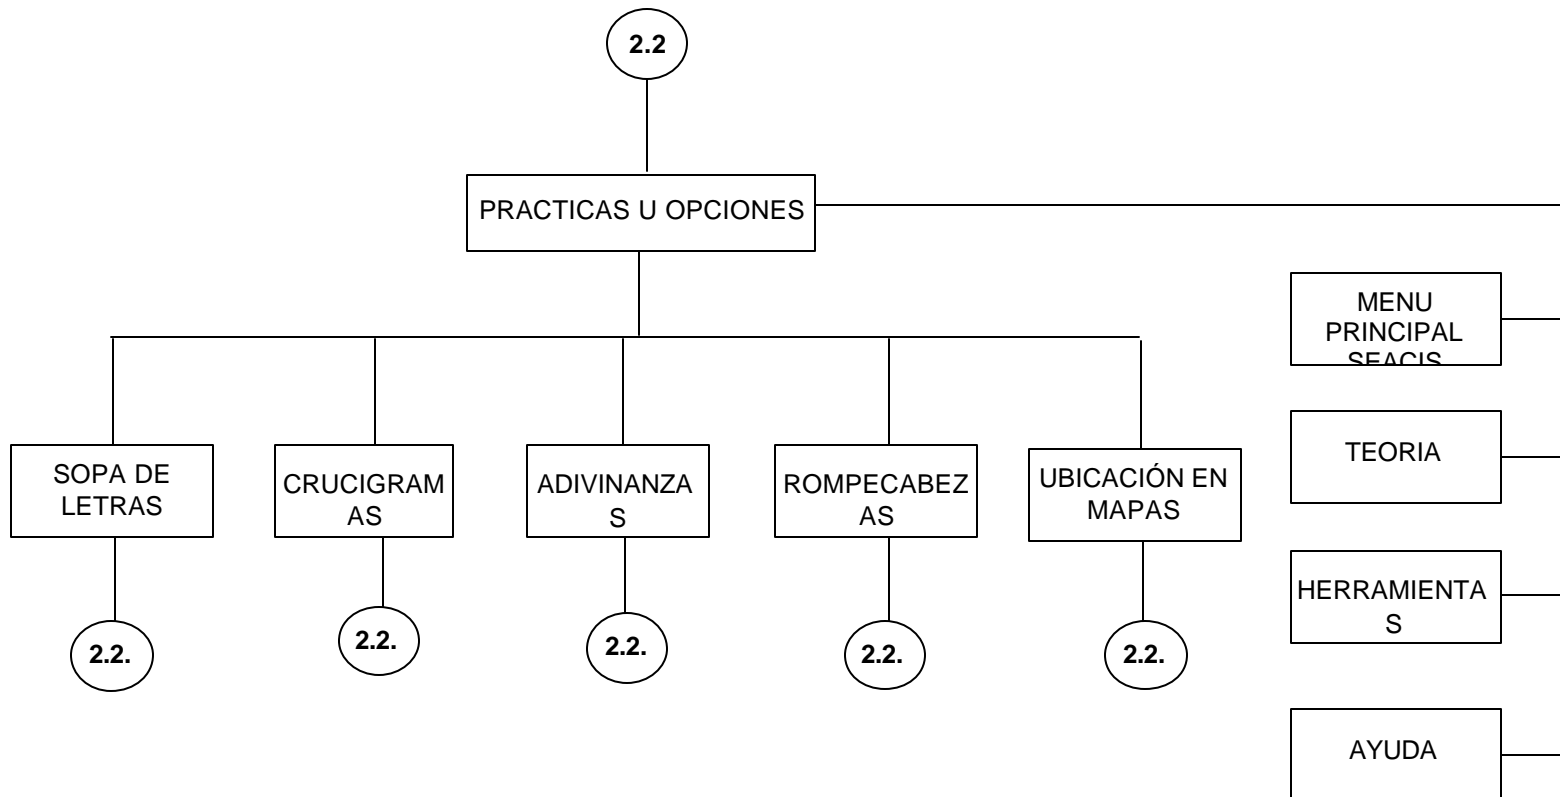 2.2
PRACTICAS U OPCIONES
MENU
PRINCIPAL
SEACIS
SOPA DE
LETRAS
CRUCIGRAM
AS
ADIVINANZA
S
ROMPECABEZ
AS
UBICACIÓN EN
MAPAS
TEORIA
HERRAMIENTA
S
2.2.
2.2.
2.2.
2.2.
2.2.
AYUDA